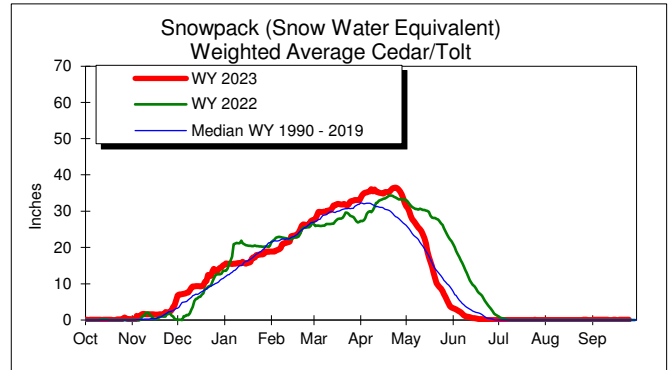 Snowpack (Snow Water Equivalent)
Weighted Average Cedar/Tolt
70
60
50
40
30
20
10
0
Inches
WY 2023
WY 2022
Median WY 1990 - 2019
Oct Nov Dec Jan Feb Mar Apr May Jun Jul Aug Sep